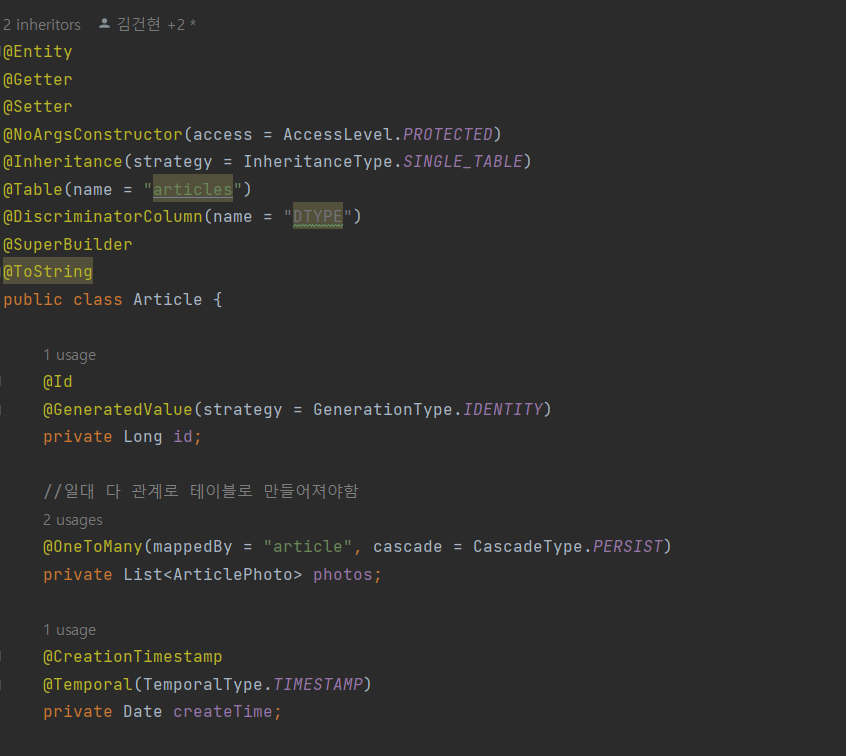 2 inheritors 김건현 +2 *
@Entity
@Getter
@Setter
@NoArgsConstructor(access = AccessLevel.PROTECTED)
@Inheritance(strategy = InheritanceType.SINGLE_TABLE)
@Table(name = "articles")
@DiscriminatorColumn(name = "DTYPE")
@SuperBuilder
@ToString
public class Article {
1 usage
@Id
@GeneratedValue(strategy = GenerationType.IDENTITY)
private Long id;
//일대 다 관계로 테이블로 만들어져야함
2 usages
@OneToMany(mappedBy = "article", cascade = CascadeType.PERSIST)
private List<ArticlePhoto> photos;
1 usage
@CreationTimestamp
@Temporal(TemporalType.TIMESTAMP)
private Date createTime;